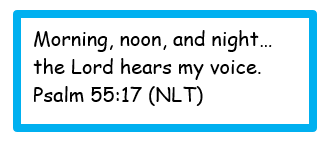 Morning, noon, and night...
the Lord hears my voice.
Psalm 55:17 (NLT)